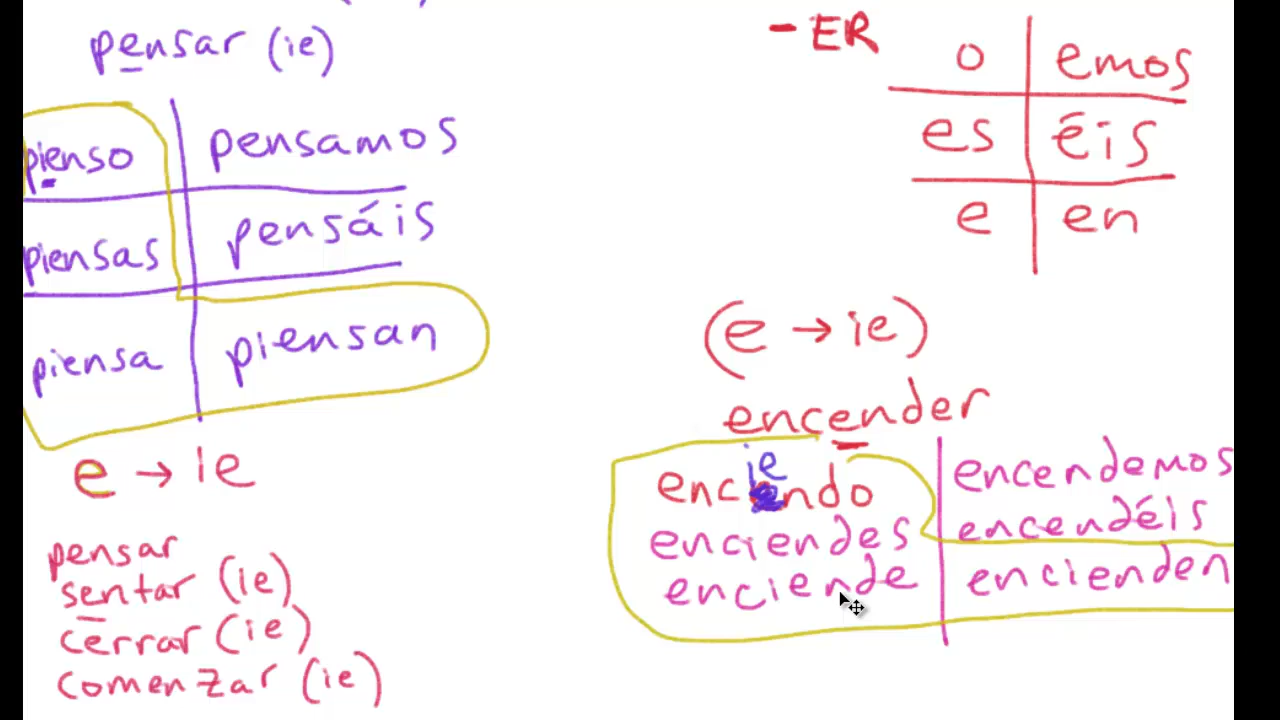 pensar (ie)
pienso pensamos
piensas pensáis
piensa piensan
e → ie
pensar
sentar (ie)
cerrar (ie)
comenzar (ie)
- ER
o emos
es éis
e en
(e → ie)
encender
enciendo encendemos
enciendes encendéis
enciende encienden